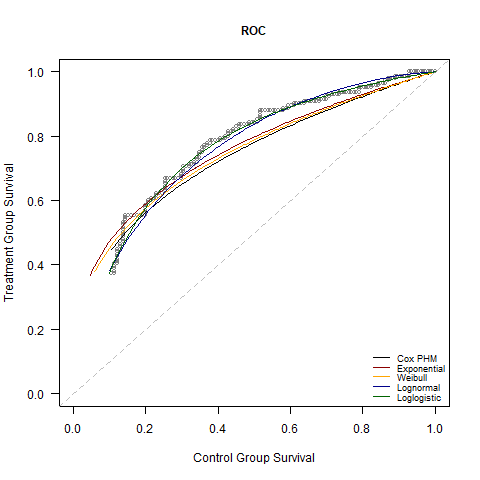 ROC
Treatment Group Survival
1.0
0.8
0.6
0.4
0.2
0.0
Cox PHM
Exponential
Weibull
Lognormal
Loglogistic
0.0 0.2 0.4 0.6 0.8 1.0
Control Group Survival